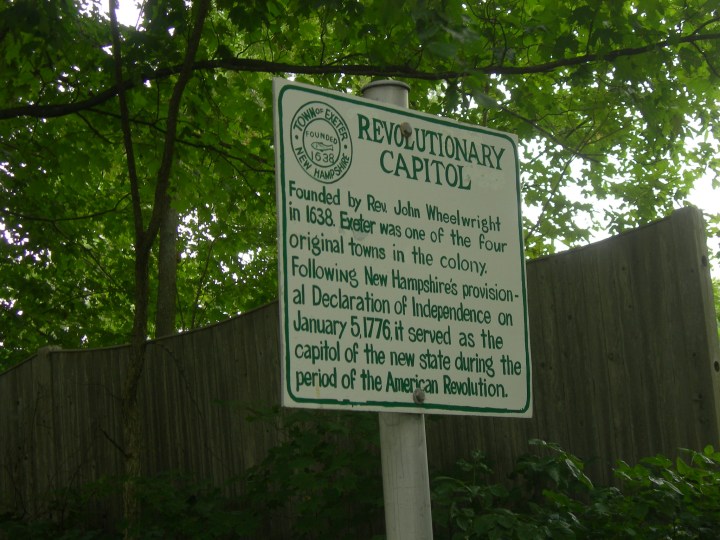 TOWN OF EXETER
FOUNDED
1638
NEW HAMPSHIRE
REVOLUTIONARY
CAPITOL
Founded by Rev. John Wheelwright
in 1638, Exeter was one of the four
original towns in the colony.
Following New Hampshire's provision-
al Declaration of Independence on
January 5,1776, it served as the
capitol of the new state during the
period of the American Revolution.